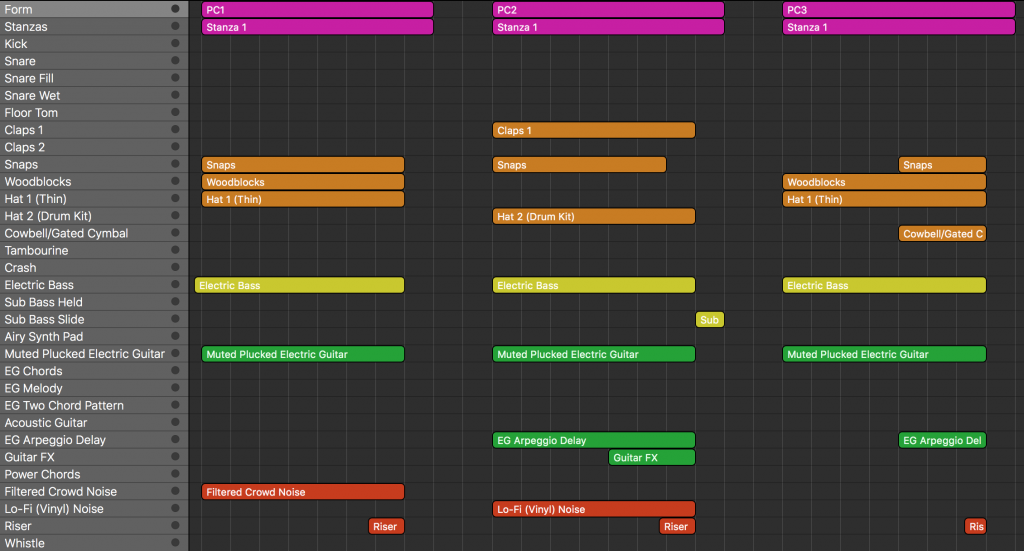 Form PC1 PC2 PC3
Stanzas Stanza 1 Stanza 1 Stanza 1
Kick
Snare
Snare Fill
Snare Wet
Floor Tom
Claps 1 Claps 1
Claps 2
Snaps Snaps Snaps Snaps
Woodblocks Woodblocks Woodblocks
Hat 1 (Thin) Hat 1 (Thin) Hat 1 (Thin)
Hat 2 (Drum Kit) Hat 2 (Drum Kit)
Cowbell/Gated Cymbal Cowbell/Gated C
Tambourine
Crash
Electric Bass Electric Bass Electric Bass Electric Bass
Sub Bass Held
Sub Bass Slide Sub
Airy Synth Pad
Muted Plucked Electric Guitar Muted Plucked Electric Guitar Muted Plucked Electric Guitar Muted Plucked Electric Guitar
EG Chords
EG Melody
EG Two Chord Pattern
Acoustic Guitar
EG Arpeggio Delay EG Arpeggio Delay EG Arpeggio Del
Guitar FX Guitar FX
Power Chords
Filtered Crowd Noise Filtered Crowd Noise
Lo-Fi (Vinyl) Noise Lo-Fi (Vinyl) Noise
Riser Riser Riser Ris
Whistle